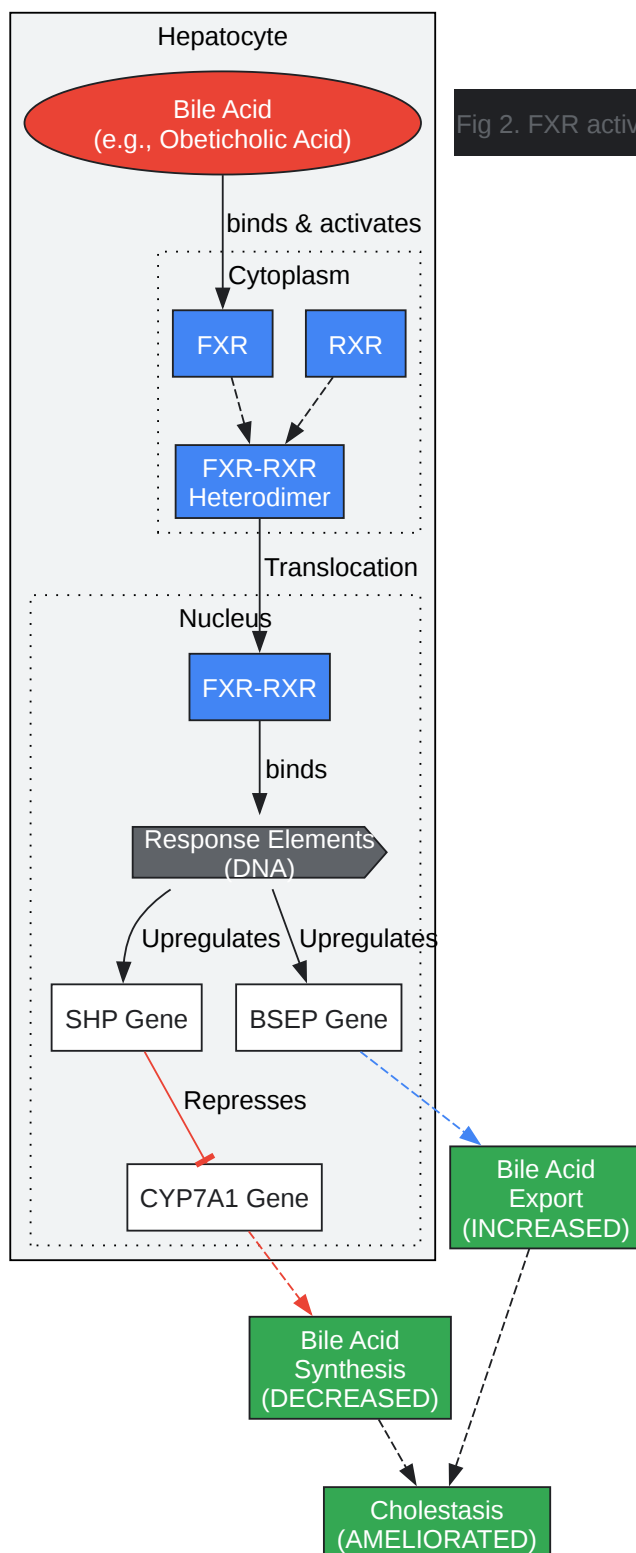 Hepatocyte
Bile Acid
(e.g., Obeticholic Acid)
Fig 2. FXR activ
binds & activates
Cytoplasm
FXR
RXR
FXR-RXR
Heterodimer
Translocation
Nucleus
FXR-RXR
binds
Response Elements
(DNA)
Upregulates
Upregulates
SHP Gene
BSEP Gene
Represses
CYP7A1 Gene
Bile Acid
Export
(INCREASED)
Bile Acid
Synthesis
(DECREASED)
Cholestasis
(AMELIORATED)